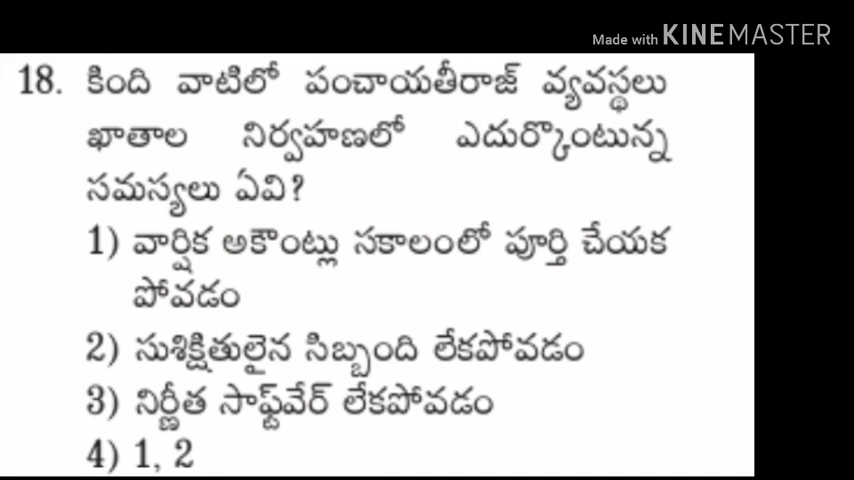 Made with KINEMASTER
18. కింది వాటిలో పంచాయతీరాజ్ వ్యవస్థలు
ఖాతాల నిర్వహణలో ఎదుర్కొంటున్న
సమస్యలు ఏవి?
1) వార్షిక అకౌంట్లు సకాలంలో పూర్తి చేయక
పోవడం
2) సుశిక్షితులైన సిబ్బంది లేకపోవడం
3) నిర్ణీత సాఫ్ట్‌వేర్ లేకపోవడం
4) 1, 2